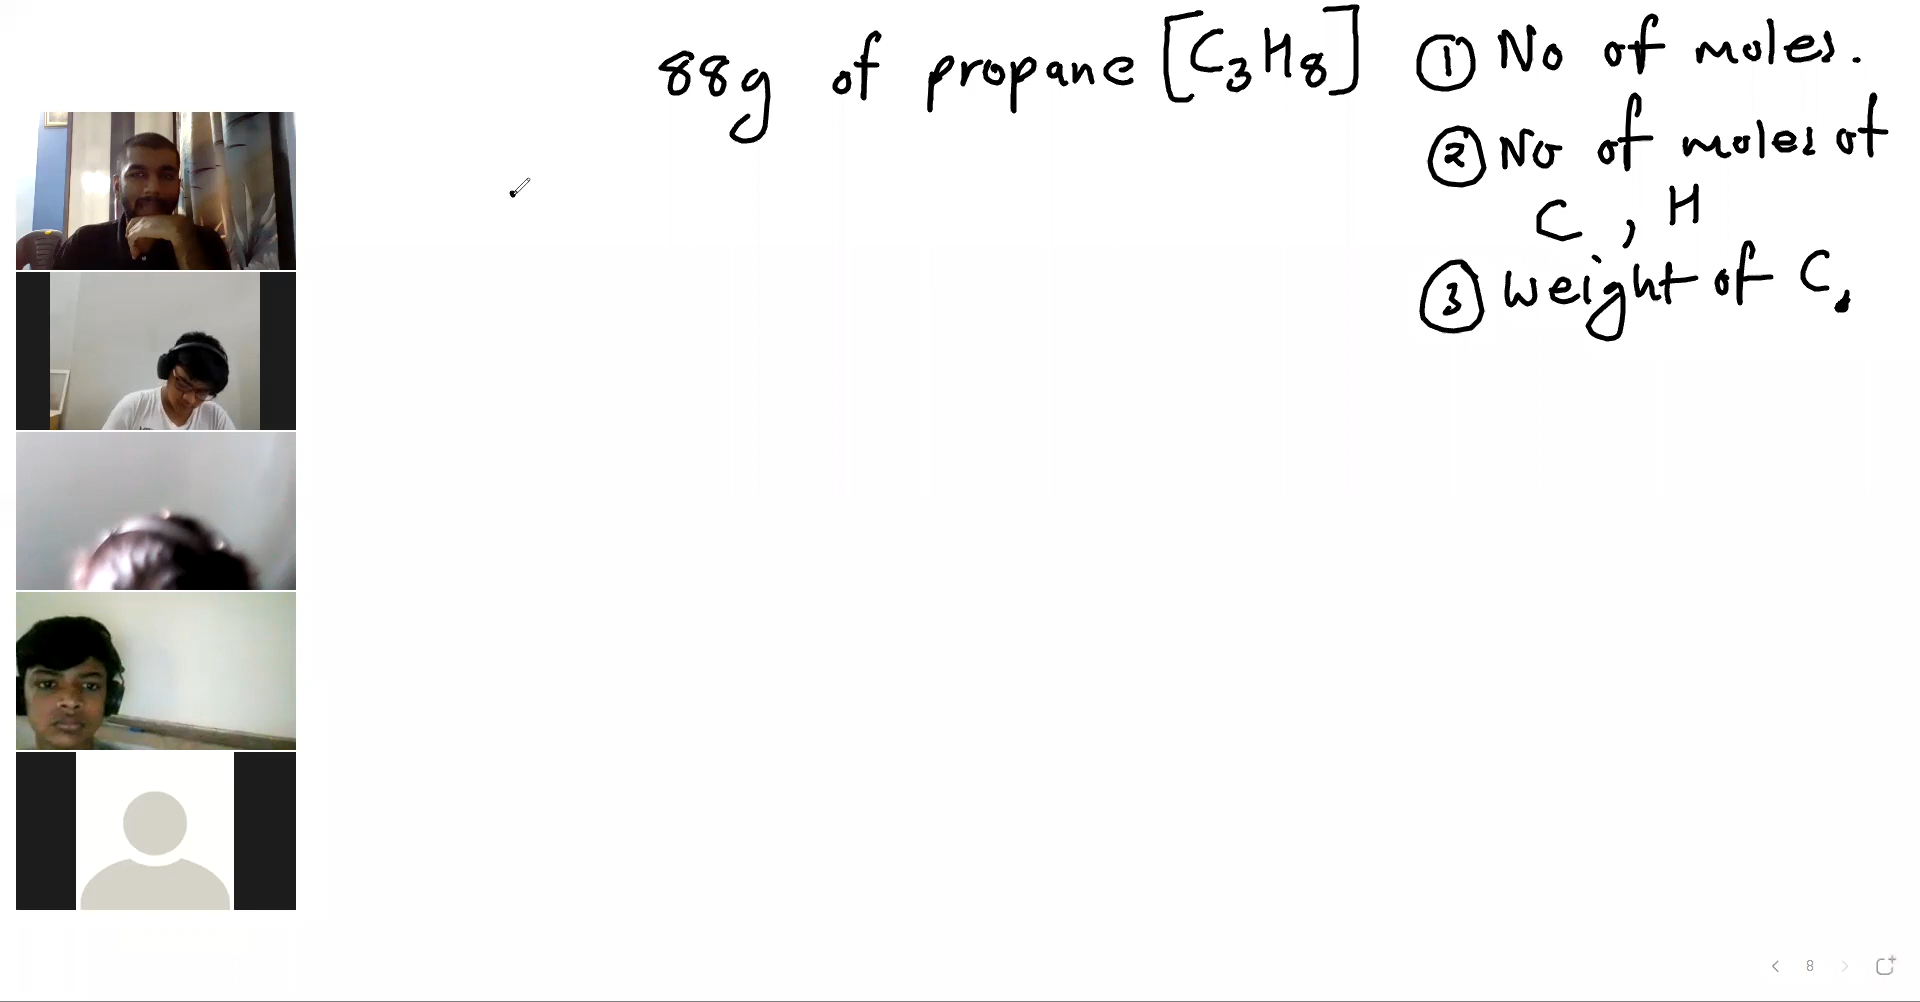 88g of propane [C3H8]
① No of moles.
② No of moles of
C , H
③ weight of C.
8